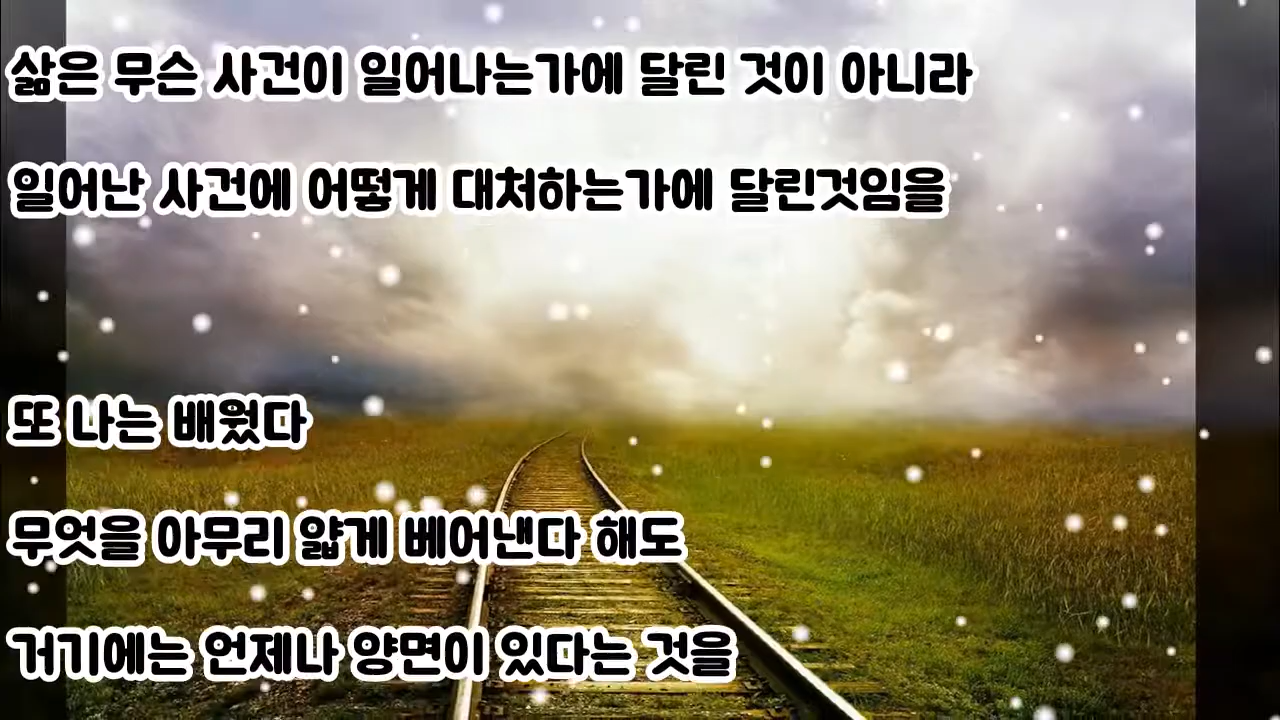 삶은 무슨 사건이 일어나는가에 달린 것이 아니라
일어난 사건에 어떻게 대처하는가에 달린것임을
또 나는 배웠다
무엇을 아무리 얇게 베어낸다 해도
거기에는 언제나 양면이 있다는 것을